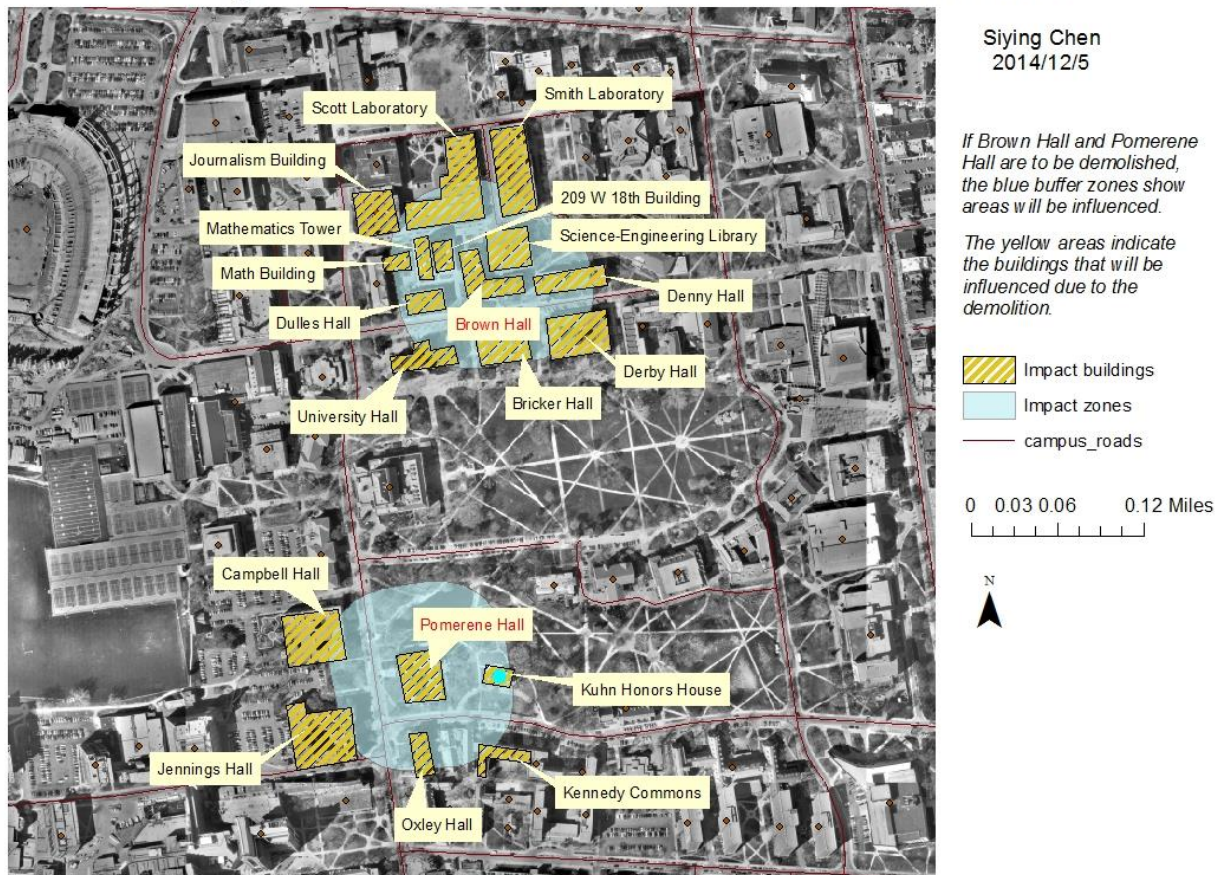 Siying Chen
2014/12/5
Smith Laboratory
Scott Laboratory
Journalism Building
209 W 18th Building
Mathematics Tower
Science-Engineering Library
Math Building
Denny Hall
Dulles Hall
Brown Hall
Derby Hall
Bricker Hall
University Hall
Campbell Hall
Pomerene Hall
Kuhn Honors House
Jennings Hall
Kennedy Commons
Oxley Hall
If Brown Hall and Pomerene
Hall are to be demolished,
the blue buffer zones show
areas will be influenced.
The yellow areas indicate
the buildings that will be
influenced due to the
demolition.
Impact buildings
Impact zones
campus_roads
0 0.03 0.06 0.12 Miles
N